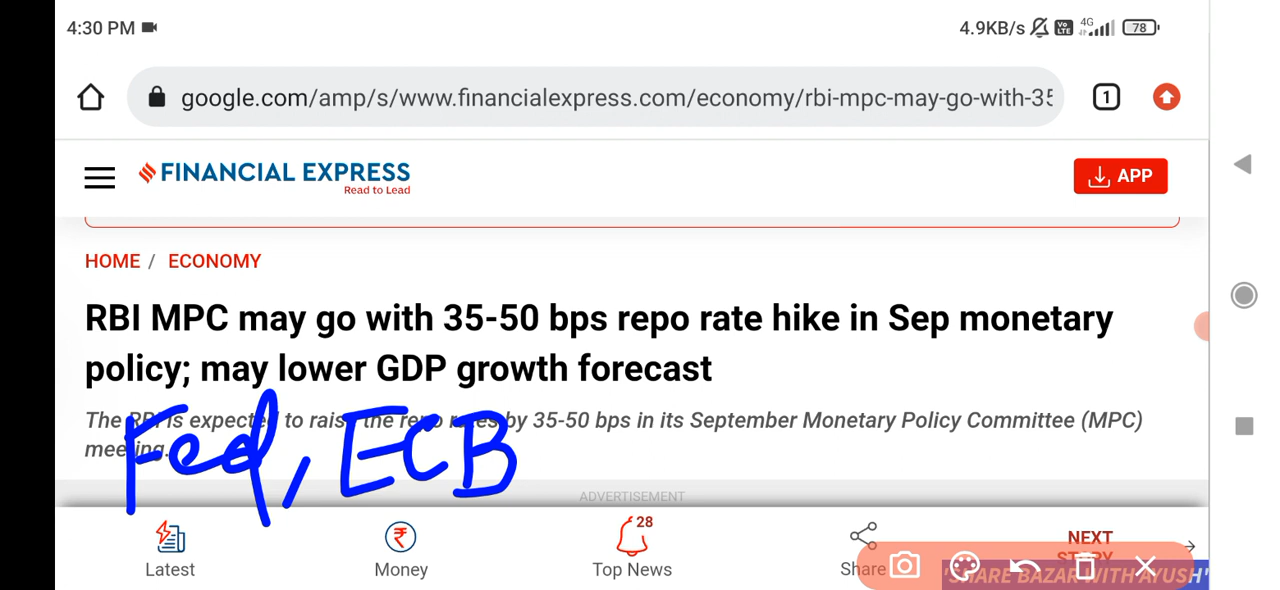 4:30 PM 4.9KB/s Vo LTE 4G 78
google.com/amp/s/www.financialexpress.com/economy/rbi-mpc-may-go-with-35 1
FINANCIAL EXPRESS
Read to Lead
APP
HOME / ECONOMY
RBI MPC may go with 35-50 bps repo rate hike in Sep monetary
policy; may lower GDP growth forecast
The RBI is expected to raise the repo rates by 35-50 bps in its September Monetary Policy Committee (MPC)
meeting.
Fed, ECB
ADVERTISEMENT
28
Latest Money Top News Share NEXT STORY
'SHARE BAZAR WITH AYUSH'